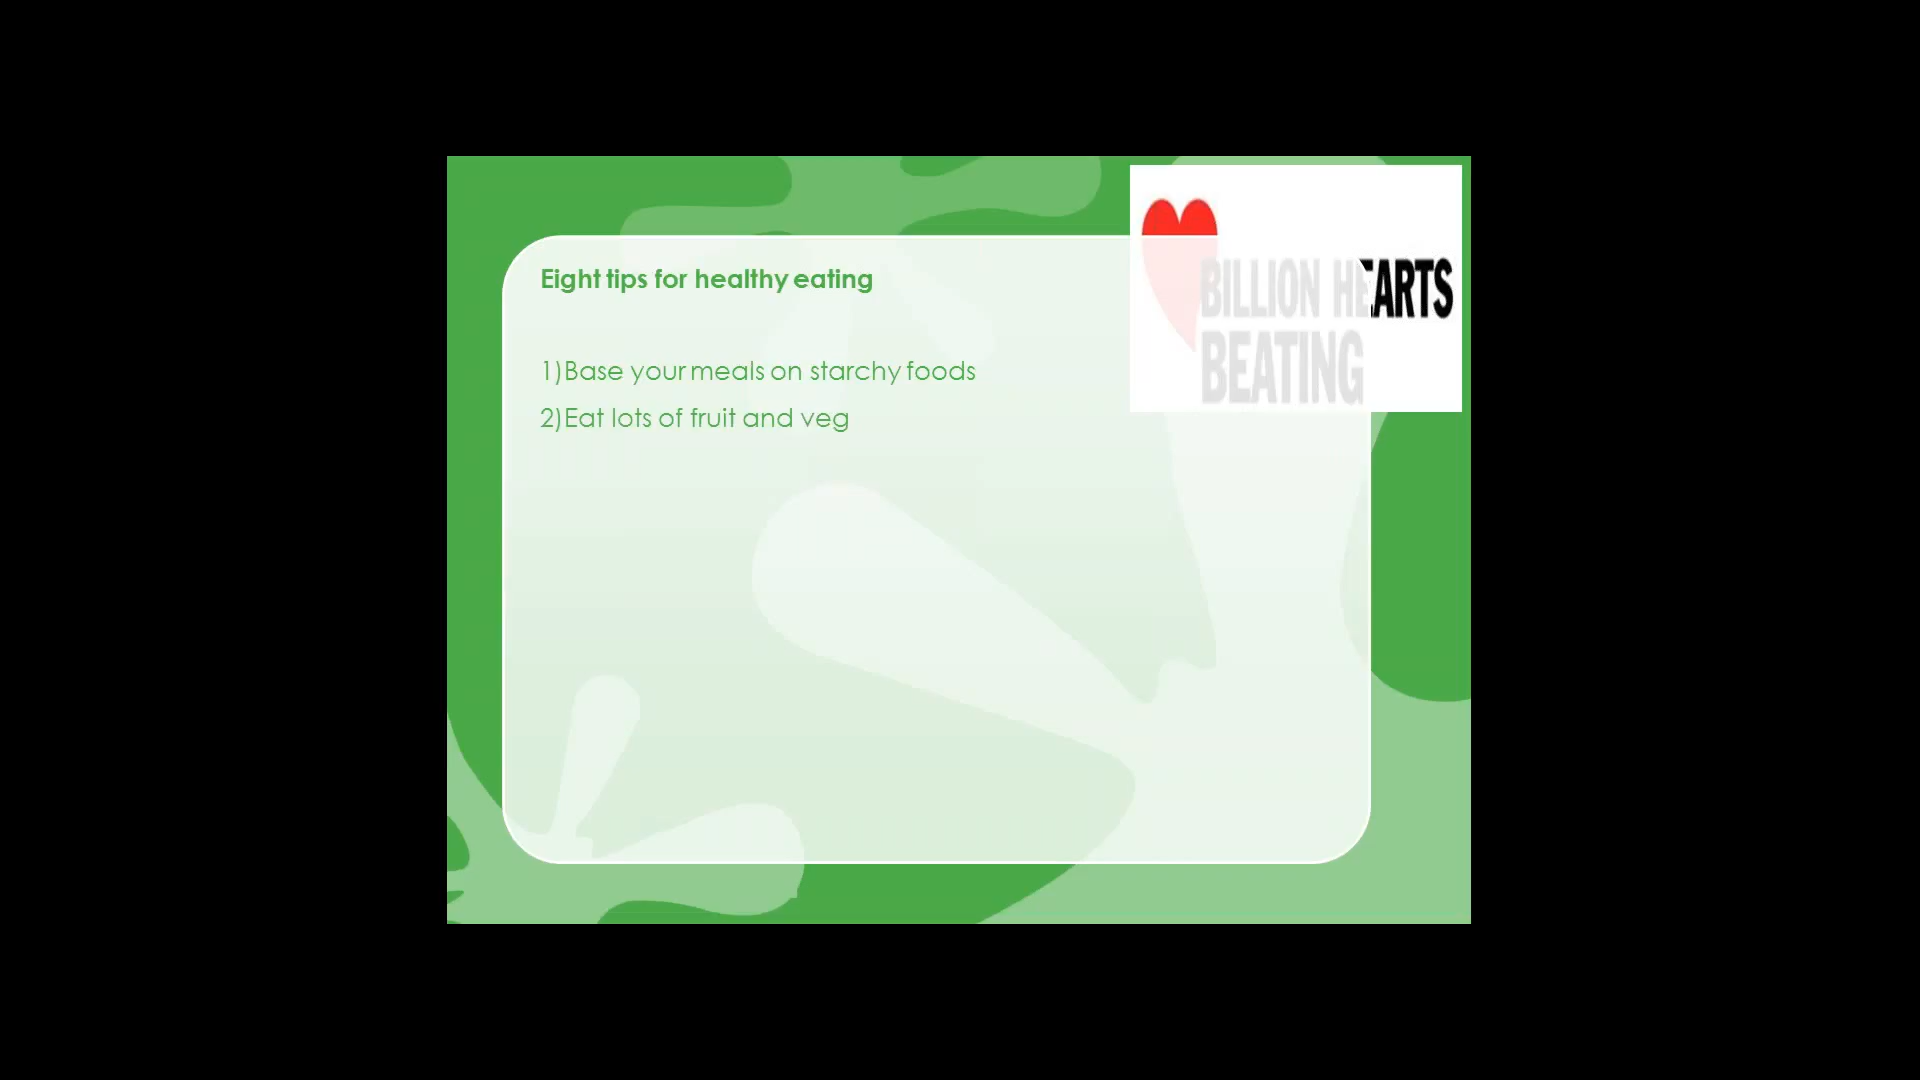 Eight tips for healthy eating
1)Base your meals on starchy foods
2)Eat lots of fruit and veg
BILLION HEARTS
BEATING